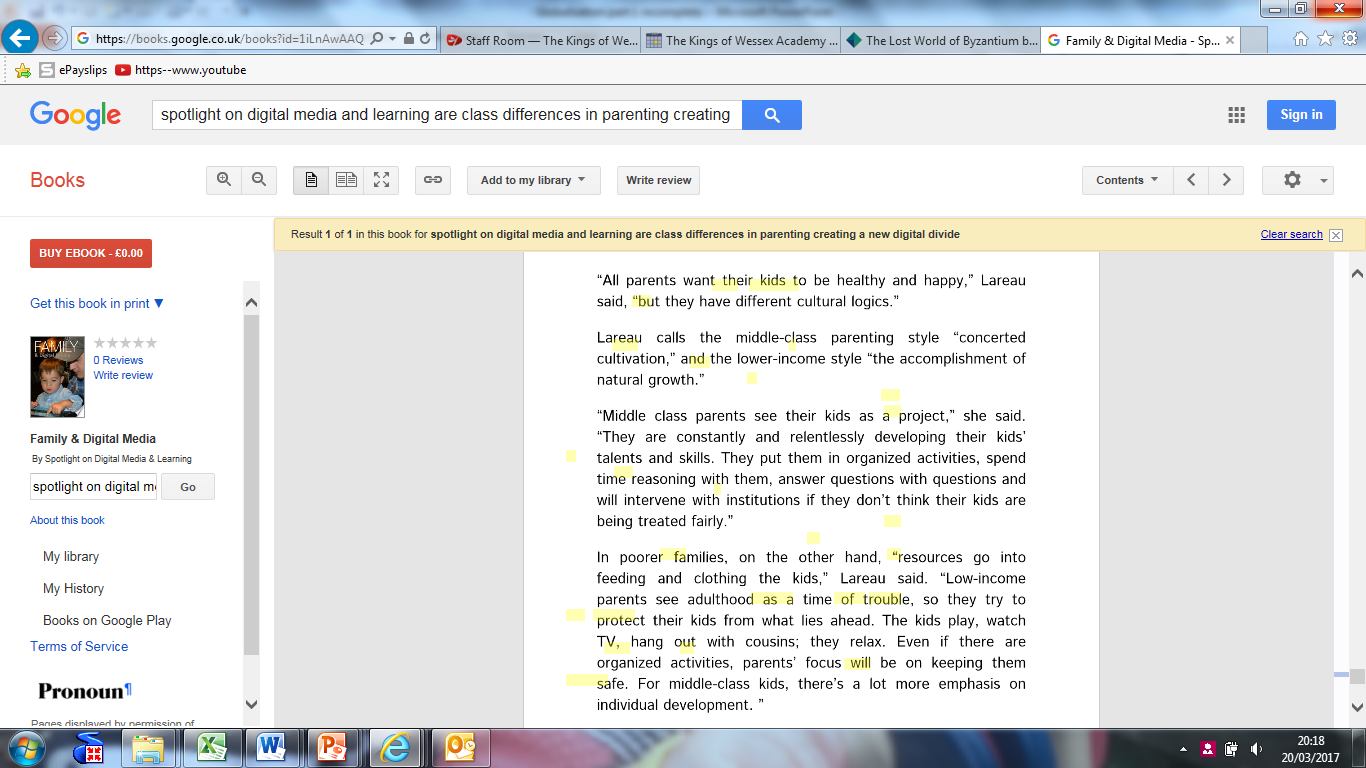 https://books.google.co.uk/books?id=1iLnAwAAQ
Staff Room — The Kings of We...
The Kings of Wessex Academy ...
The Lost World of Byzantium b...
Family & Digital Media - Sp...
ePayslips
https--www.youtube
Google
spotlight on digital media and learning are class differences in parenting creating
Sign in
Books
Add to my library
Write review
Contents
Result 1 of 1 in this book for spotlight on digital media and learning are class differences in parenting creating a new digital divide
Clear search
BUY EBOOK - £0.00
Get this book in print ▼
FAMILY
0 Reviews
Write review
Family & Digital Media
By Spotlight on Digital Media & Learning
spotlight on digital m
Go
About this book
My library
My History
Books on Google Play
Terms of Service
Pronoun¶
Pages displayed by permission of
“All parents want their kids to be healthy and happy,” Lareau
said, “but they have different cultural logics.”
Lareau calls the middle-class parenting style “concerted
cultivation,” and the lower-income style “the accomplishment of
natural growth.”
“Middle class parents see their kids as a project,” she said.
“They are constantly and relentlessly developing their kids’
talents and skills. They put them in organized activities, spend
time reasoning with them, answer questions with questions and
will intervene with institutions if they don’t think their kids are
being treated fairly.”
In poorer families, on the other hand, “resources go into
feeding and clothing the kids,” Lareau said. “Low-income
parents see adulthood as a time of trouble, so they try to
protect their kids from what lies ahead. The kids play, watch
TV, hang out with cousins; they relax. Even if there are
organized activities, parents’ focus will be on keeping them
safe. For middle-class kids, there’s a lot more emphasis on
individual development. ”
20:18
20/03/2017